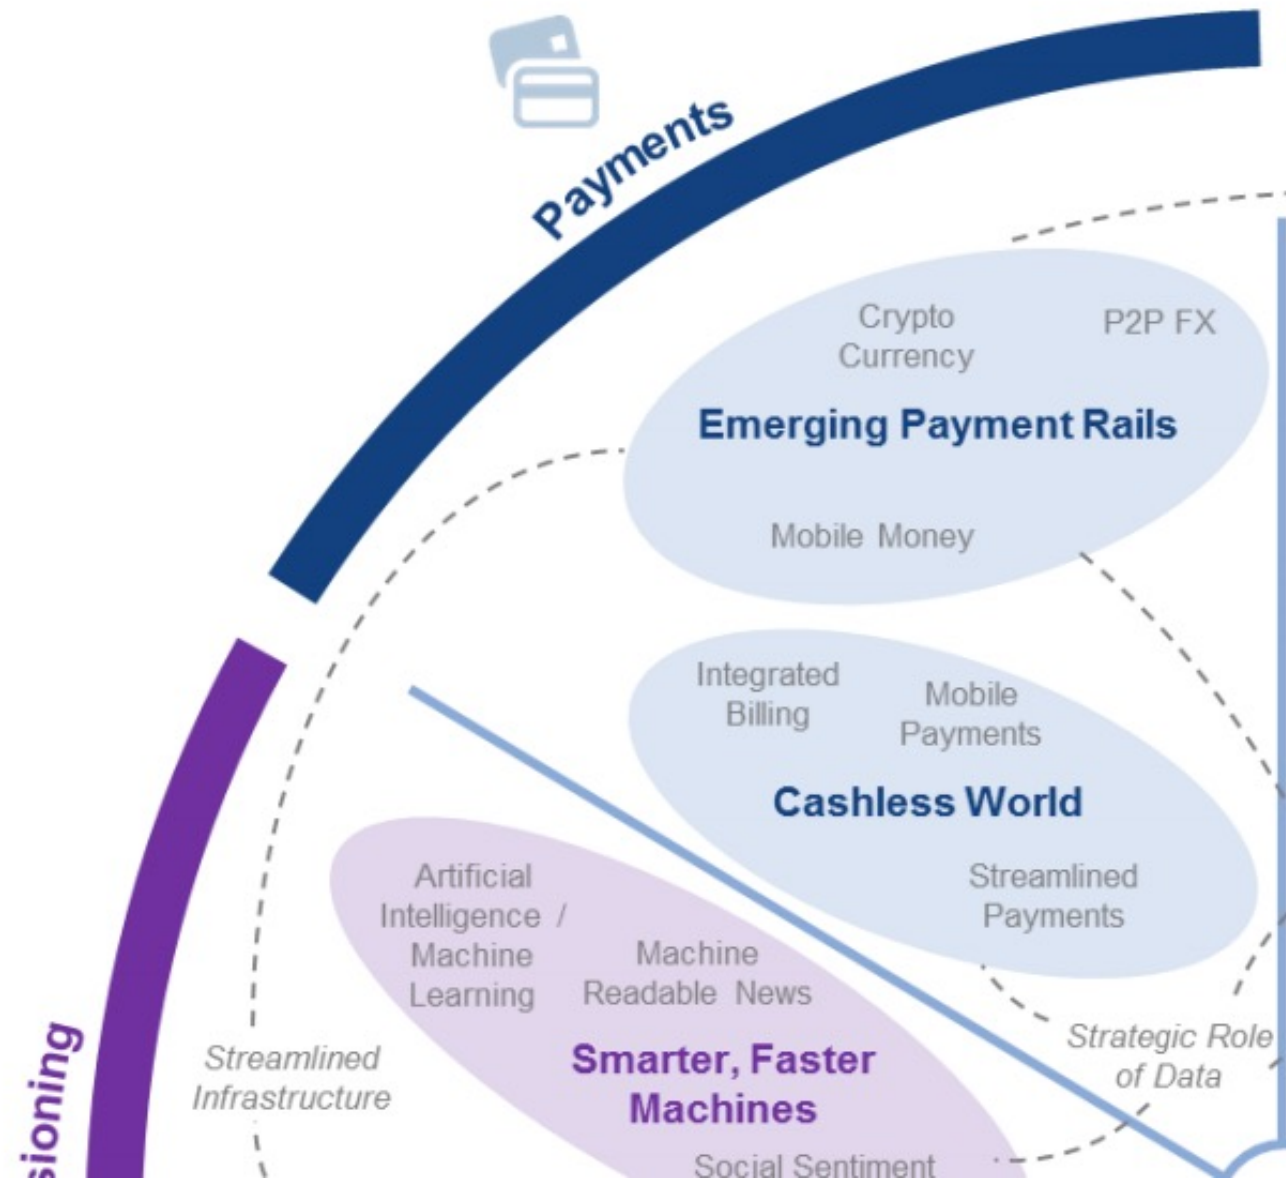 Payments
Crypto
Currency
P2P FX
Emerging Payment Rails
Mobile Money
Integrated
Billing
Mobile
Payments
Cashless World
Streamlined
Payments
Artificial
Intelligence /
Machine
Learning
Machine
Readable News
Smarter, Faster
Machines
Social Sentiment
Streamlined
Infrastructure
Strategic Role
of Data
sioning